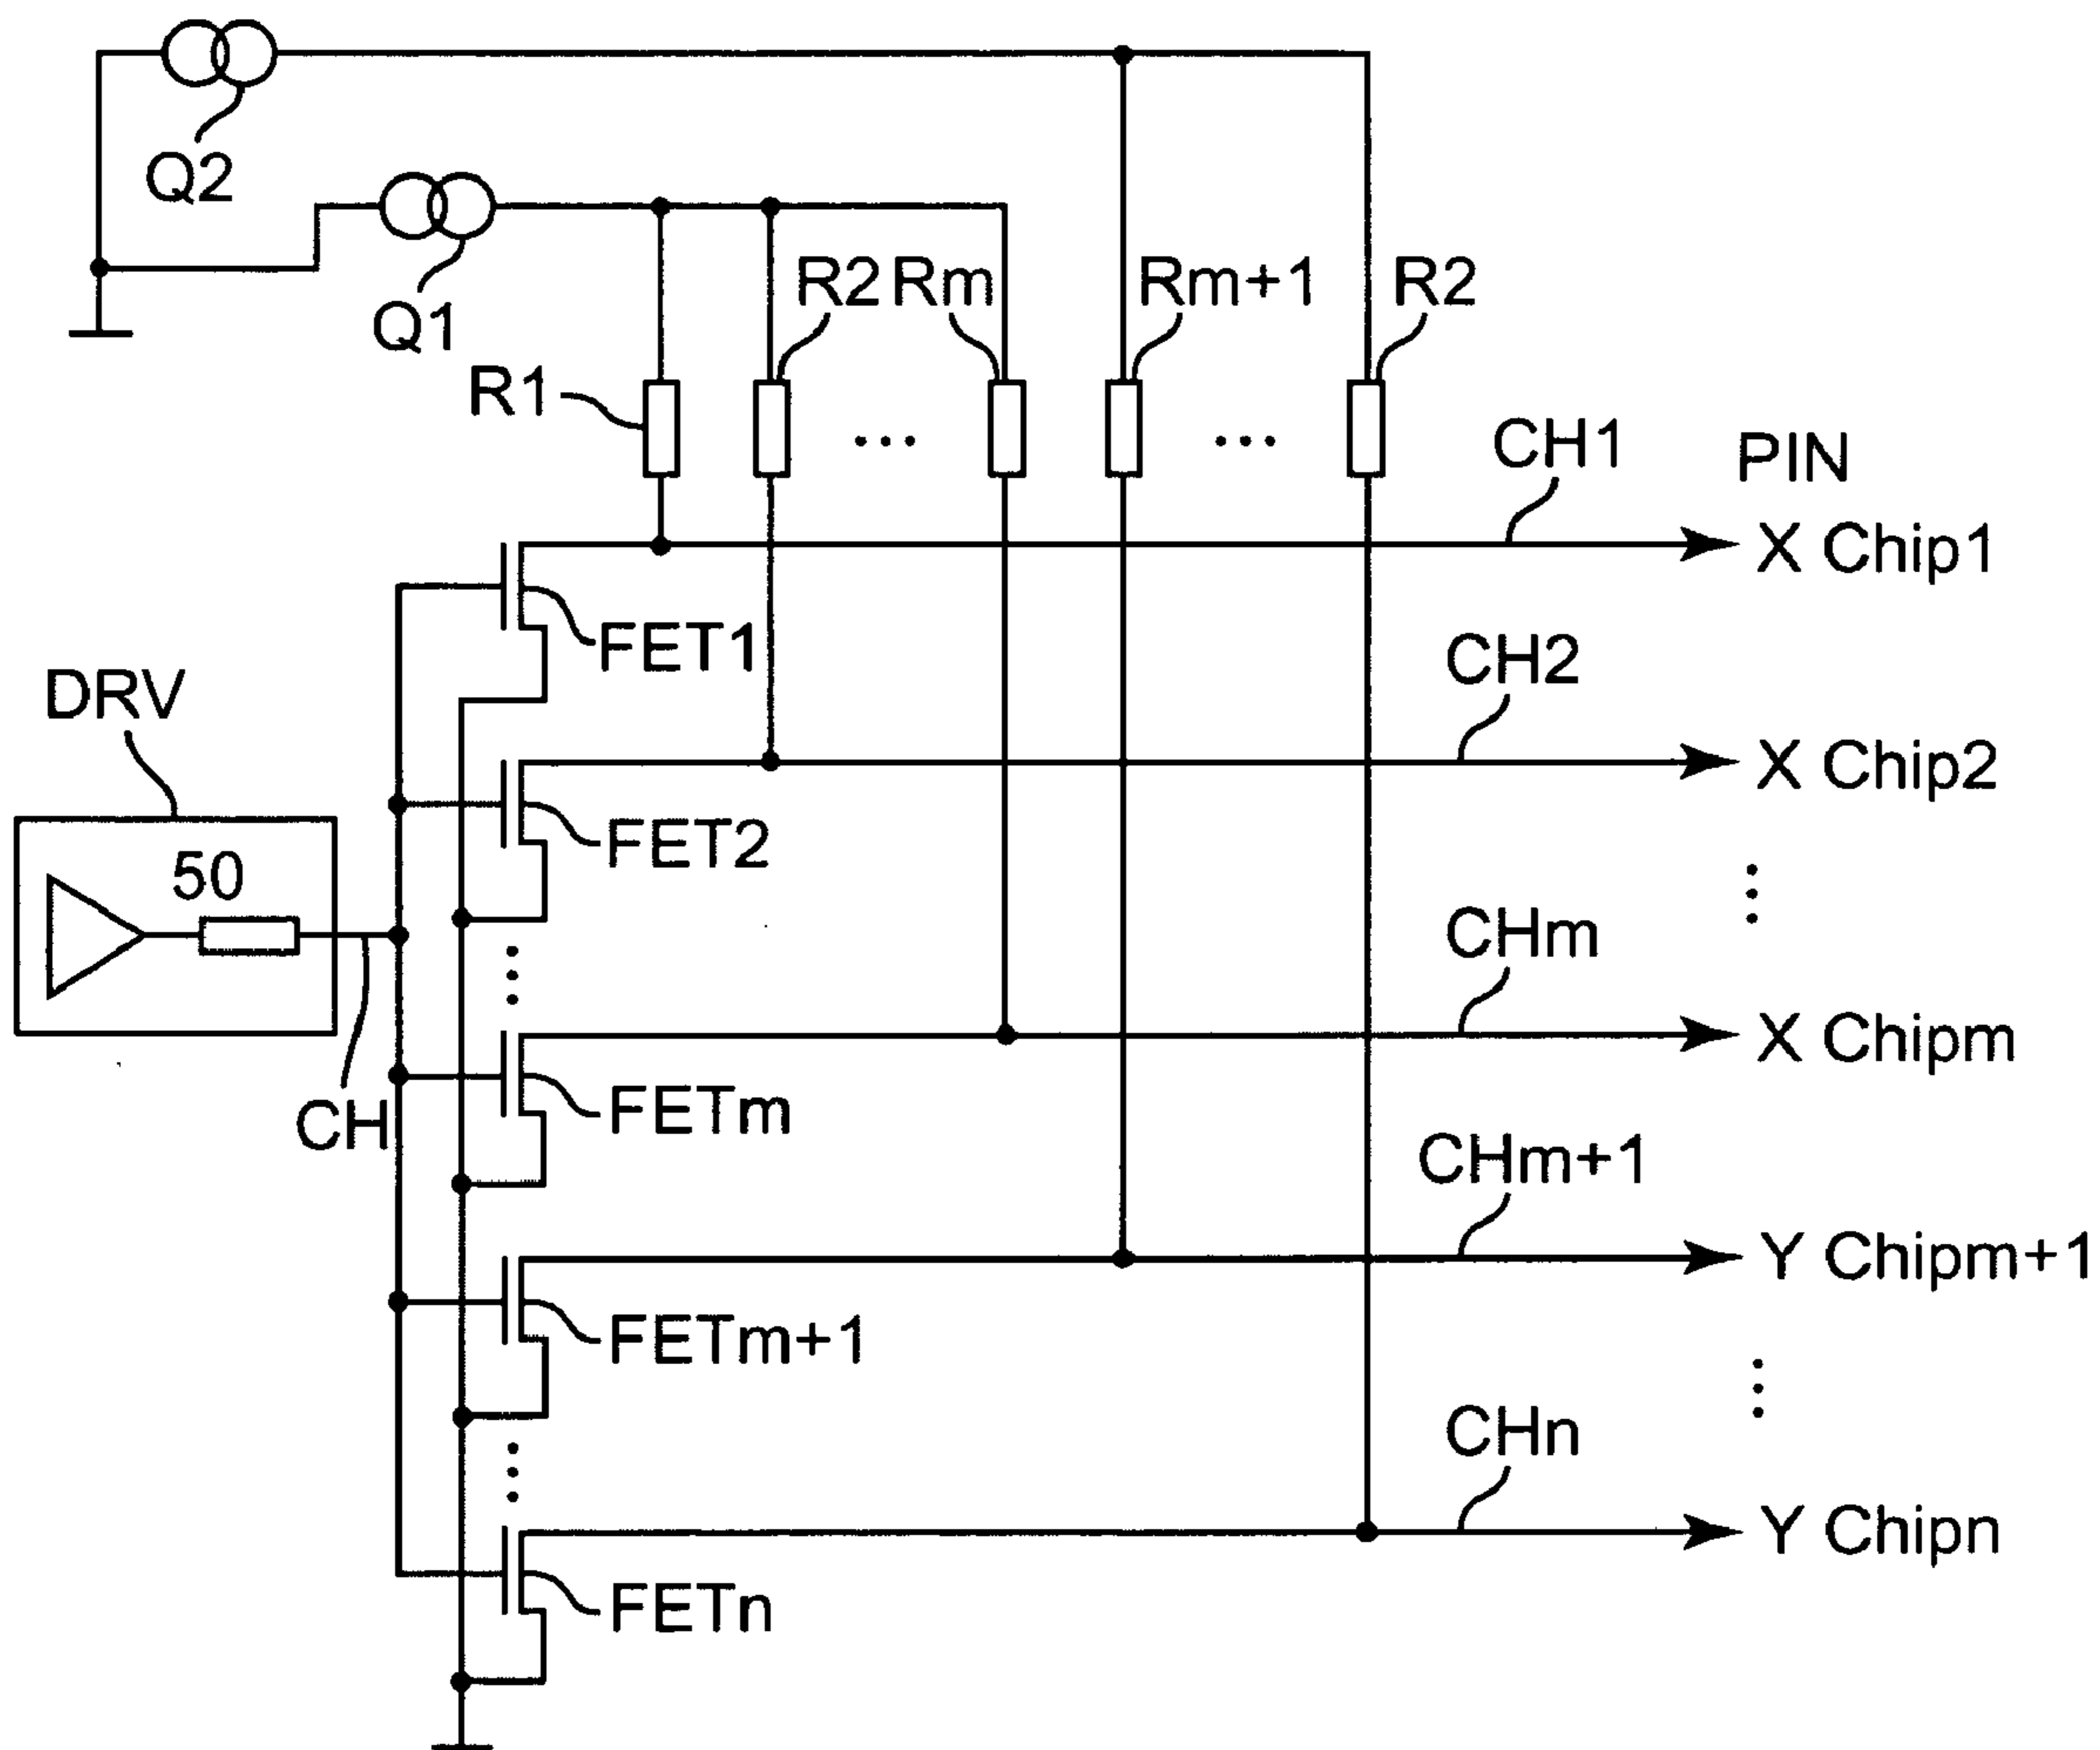 Q2
Q1
R2 Rm Rm+1 R2
R1
CH1 PIN
X Chip1
FET1
CH2
DRV
X Chip2
FET2
50
CHm
X Chipm
FETm
CH
CHm+1
Y Chipm+1
FETm+1
CHn
Y Chipn
FETn